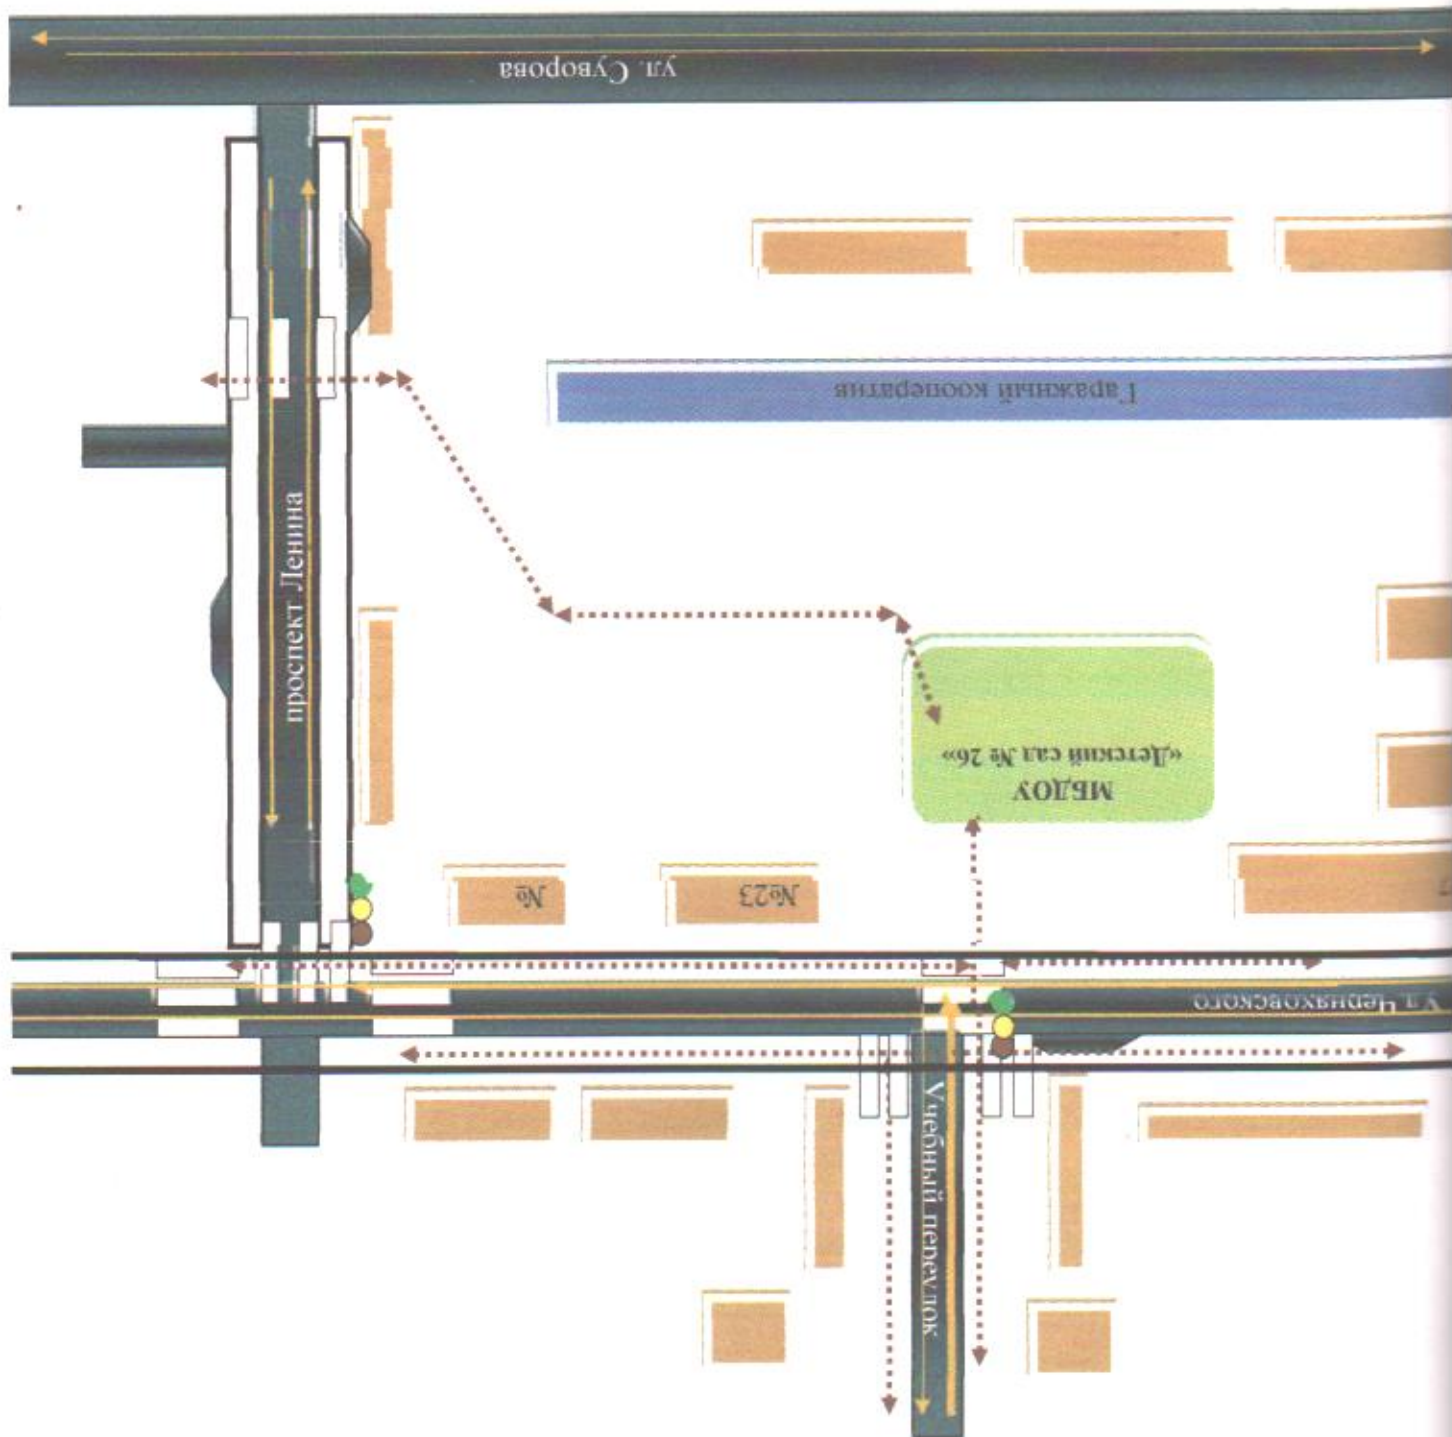 ул. Суворова
Гаражный кооператив
проспект Ленина
МБДОУ
«Детский сад № 26»
№
№23
Ул. Черняховского
Учебный переулок